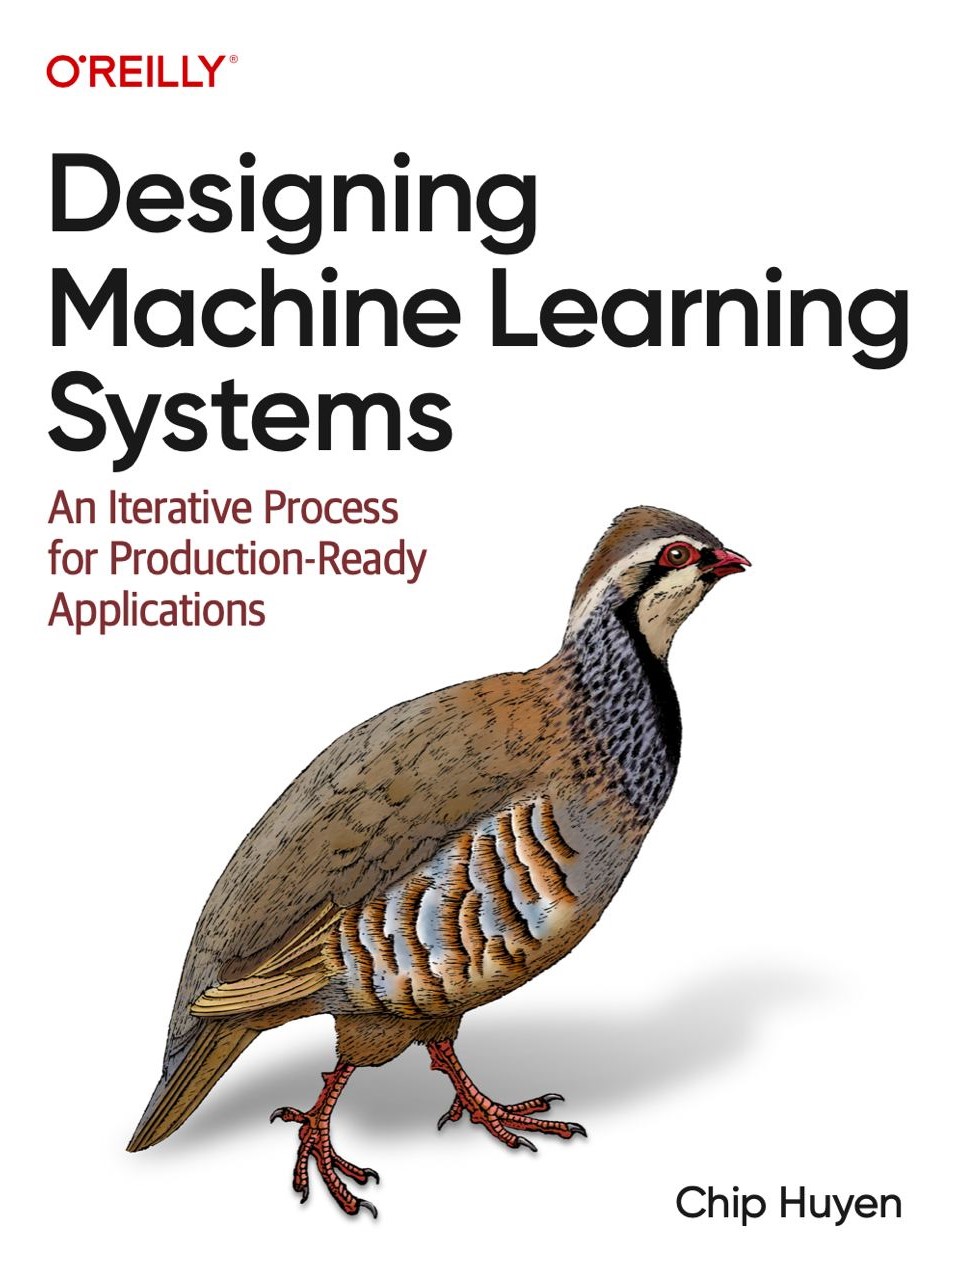 O'REILLY®
Designing
Machine Learning
Systems
An Iterative Process
for Production-Ready
Applications
Chip Huyen